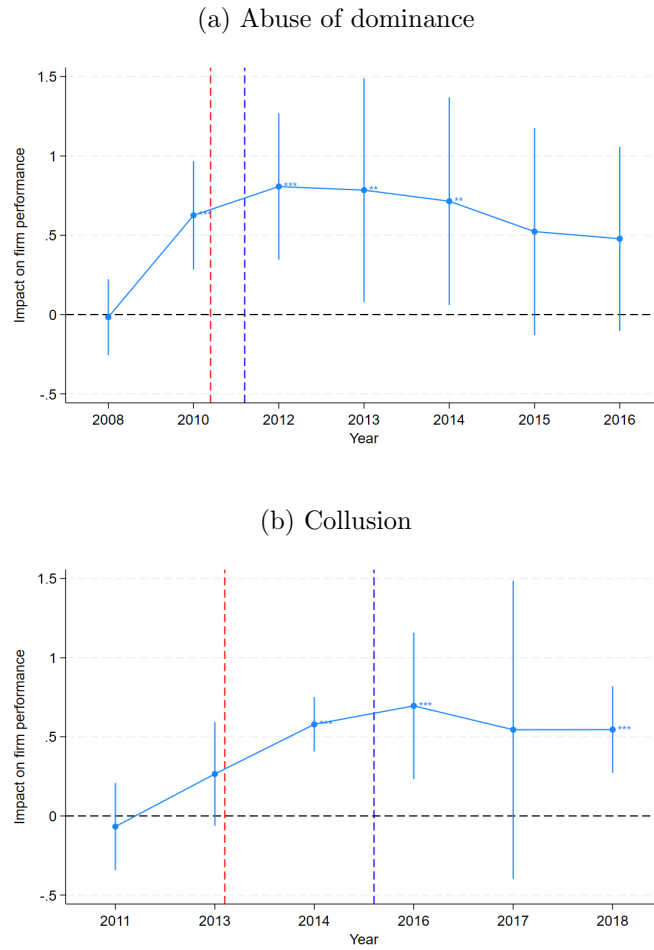 (a) Abuse of dominance
1.5
1
.5
0
-.5
Impact on firm performance
***
***
**
**
2008 2010 2012 2013 2014 2015 2016
Year
(b) Collusion
1.5
1
.5
0
-.5
Impact on firm performance
***
***
***
2011 2013 2014 2016 2017 2018
Year